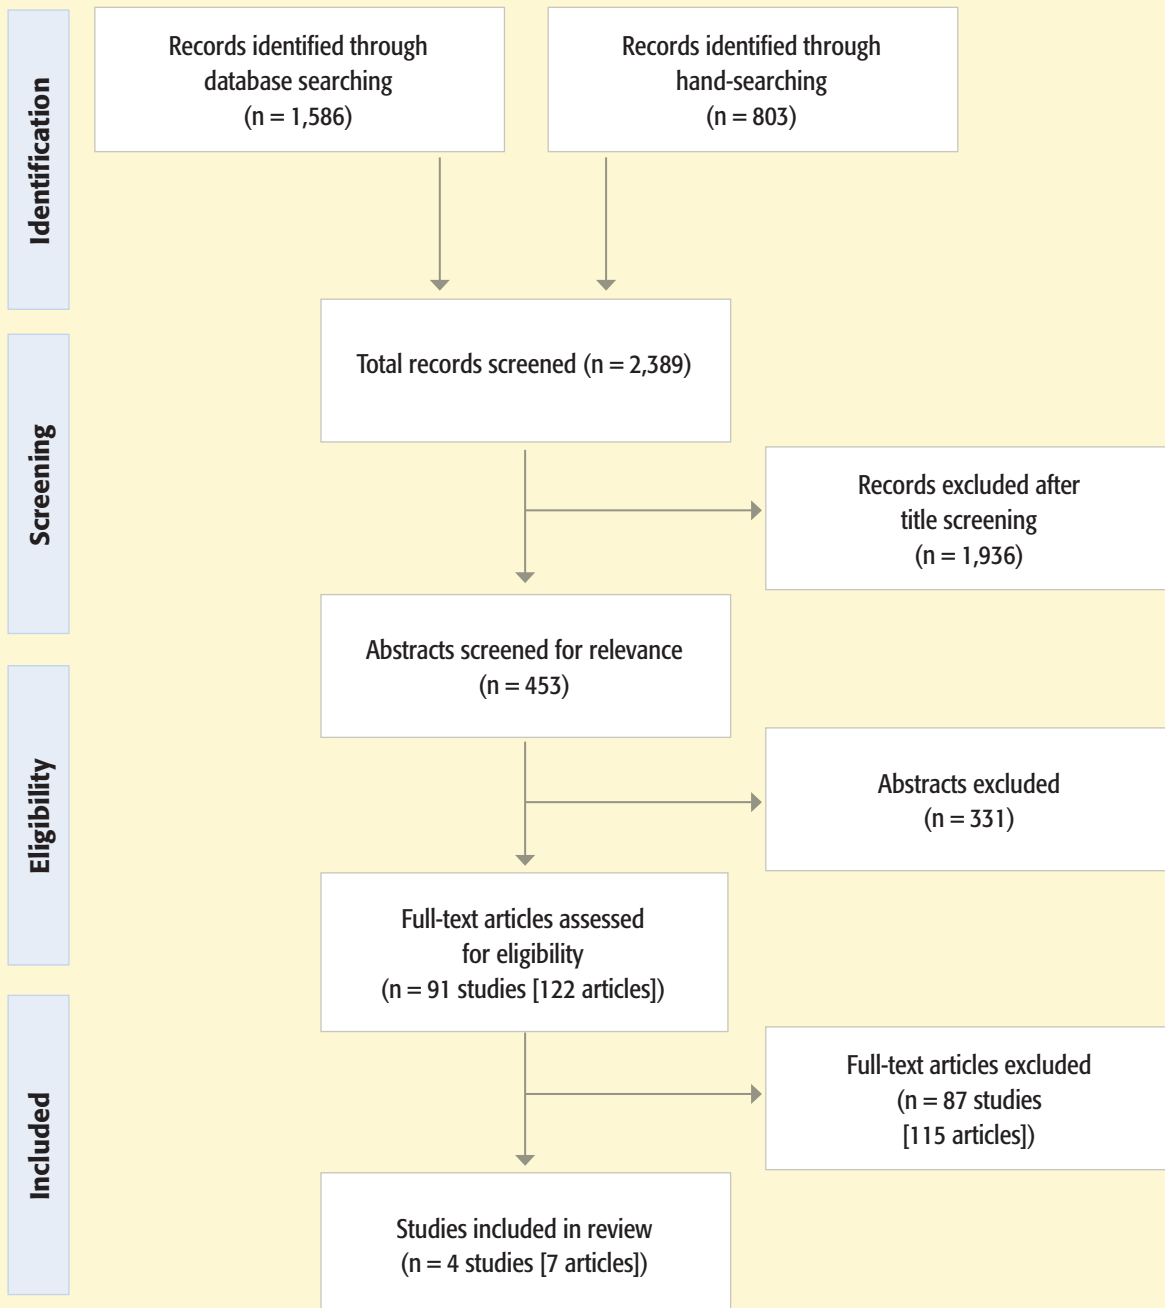 Identification
Records identified through
database searching
(n = 1,586)
Records identified through
hand-searching
(n = 803)
Screening
Total records screened (n = 2,389)
Records excluded after
title screening
(n = 1,936)
Abstracts screened for relevance
(n = 453)
Eligibility
Abstracts excluded
(n = 331)
Full-text articles assessed
for eligibility
(n = 91 studies [122 articles])
Included
Full-text articles excluded
(n = 87 studies
[115 articles])
Studies included in review
(n = 4 studies [7 articles])